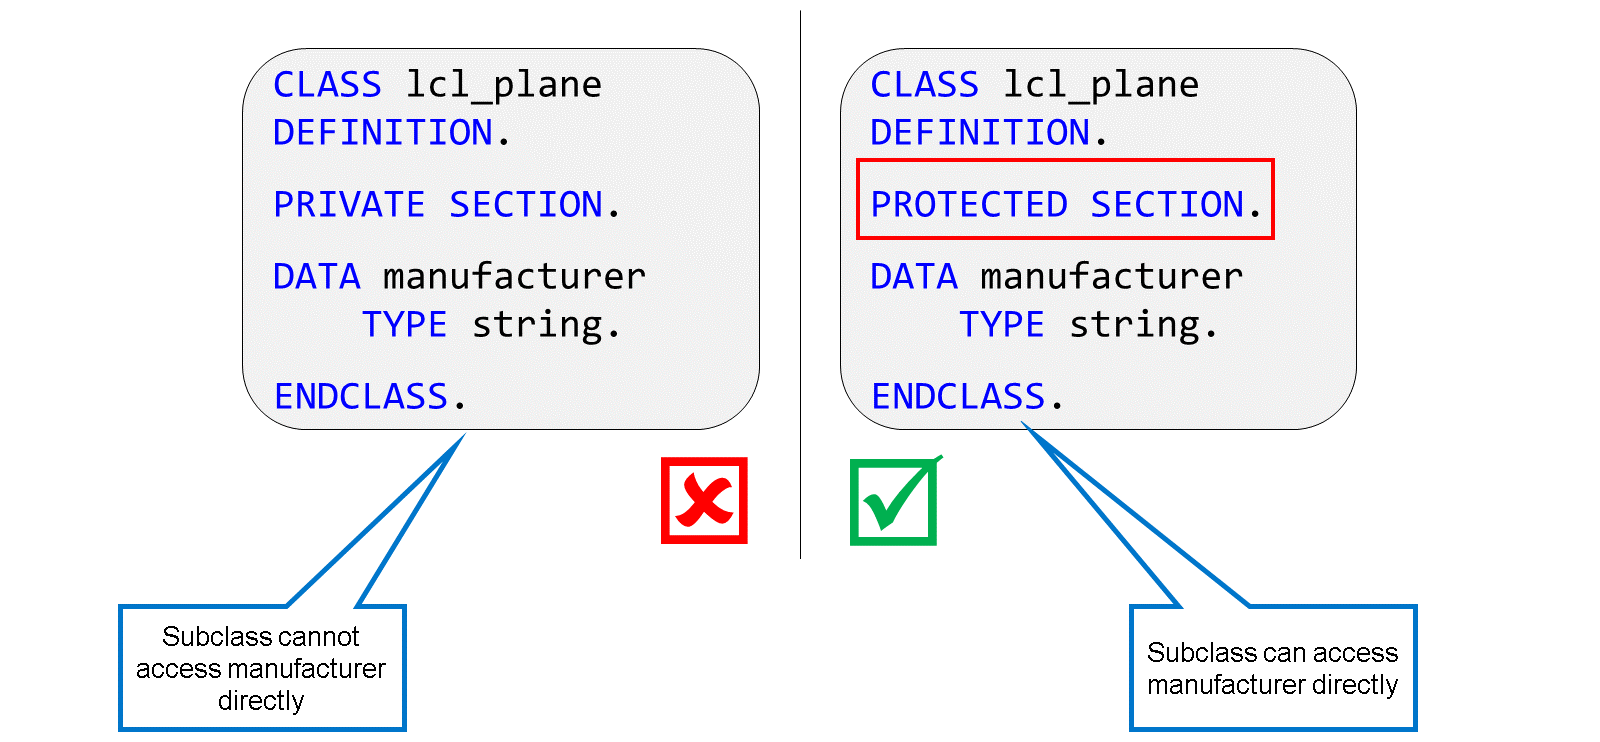 CLASS lcl_plane
DEFINITION.
PRIVATE SECTION.
DATA manufacturer
TYPE string.
ENDCLASS.
Subclass cannot
access manufacturer
directly
CLASS lcl_plane
DEFINITION.
PROTECTED SECTION.
DATA manufacturer
TYPE string.
ENDCLASS.
Subclass can access
manufacturer directly